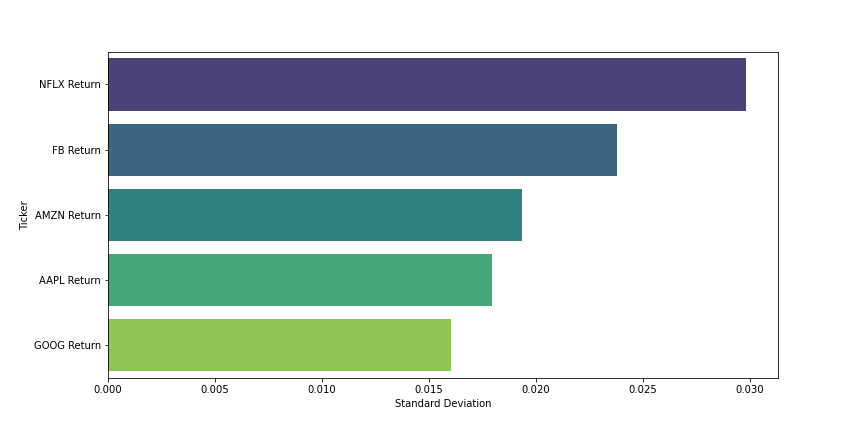 NFLX Return
FB Return
AMZN Return
AAPL Return
GOOG Return
Ticker
0.000 0.005 0.010 0.015 0.020 0.025 0.030
Standard Deviation